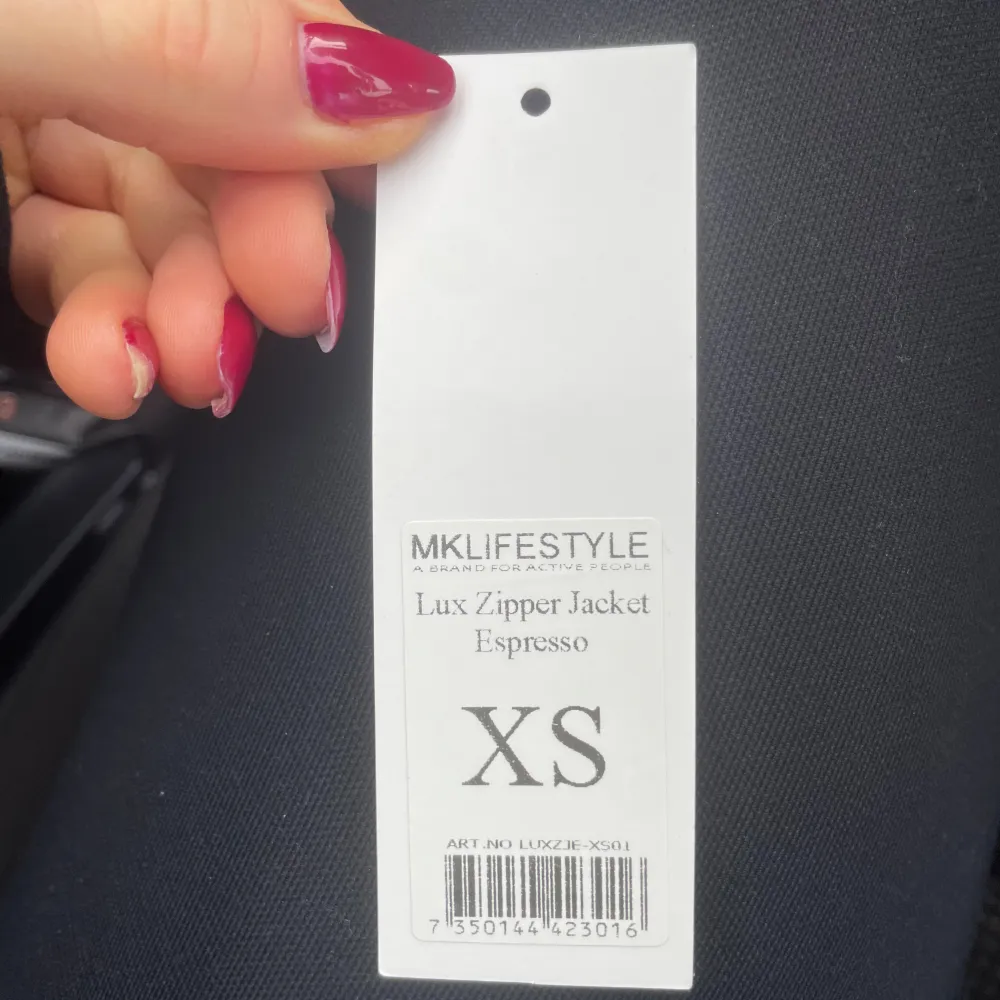 MKLIFESTYLE
A BRAND FOR ACTIVE PEOPLE
Lux Zipper Jacket
Espresso
XS
ART.NO LUXZJE-XS01
7 350144 423016